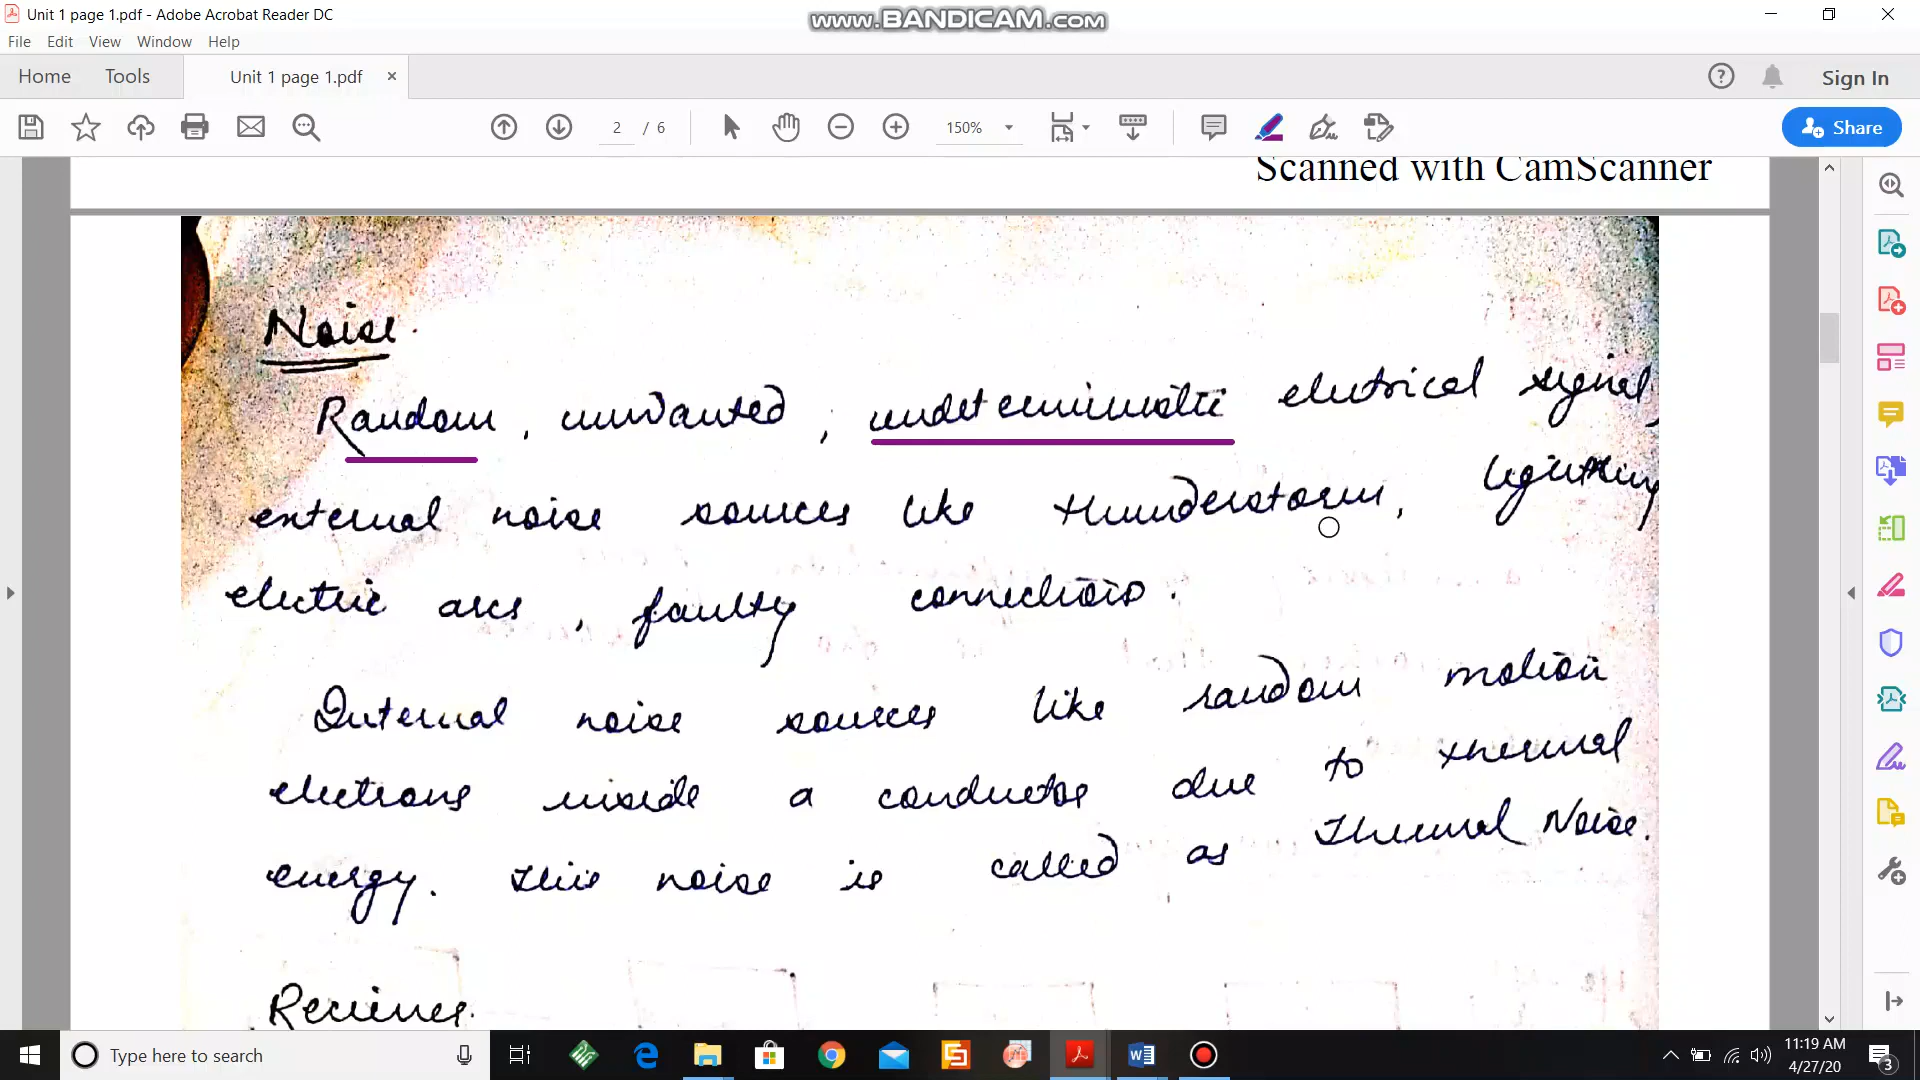 Unit 1 page 1.pdf - Adobe Acrobat Reader DC
www.BANDICAM.com
File Edit View Window Help
Home Tools Unit 1 page 1.pdf × Sign In
2 / 6 150% Share
Scanned with CamScanner
Noise.
Random, unwanted, undeterministic electrical signal,
external noise sources like thunderstorm, lightning
electric arcs, faulty connections.
Internal noise sources like random motion
electrons inside a conductor due to thermal
energy. This noise is called as Thermal Noise.
Reciever.
Type here to search
11:19 AM
4/27/20
3